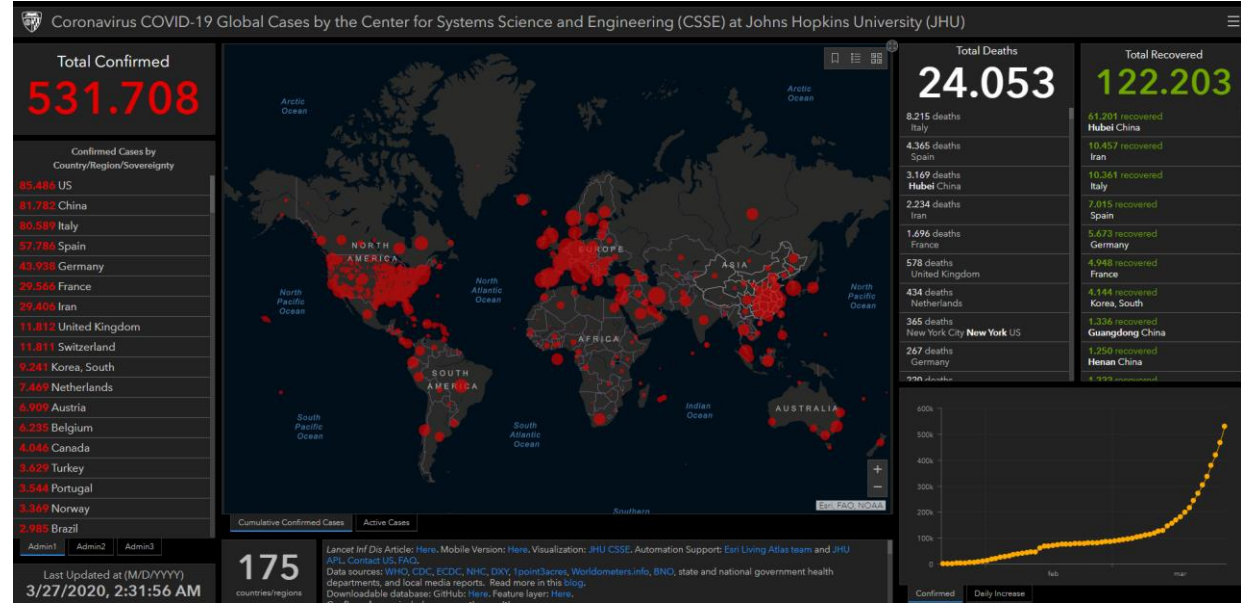 Coronavirus COVID-19 Global Cases by the Center for Systems Science and Engineering (CSSE) at Johns Hopkins University (JHU)
Total Confirmed
531.708
Confirmed Cases by
Country/Region/Sovereignty
85.486 US
81.782 China
80.589 Italy
57.786 Spain
43.938 Germany
29.566 France
29.406 Iran
11.812 United Kingdom
11.811 Switzerland
9.241 Korea, South
7.469 Netherlands
6.909 Austria
6.235 Belgium
4.046 Canada
3.629 Turkey
3.544 Portugal
3.369 Norway
2.985 Brazil
Admin1 Admin2 Admin3
Last Updated at (M/D/YYYY)
3/27/2020, 2:31:56 AM
Arctic
Ocean
Arctic
Ocean
NORTH
AMERICA
EUROPE
ASIA
North
Pacific
Ocean
North
Atlantic
Ocean
North
Pacific
Ocean
AFRICA
SOUTH
AMERICA
South
Pacific
Ocean
South
Atlantic
Ocean
Indian
Ocean
AUSTRALIA
Southern
+
−
Esri, FAO, NOAA
Cumulative Confirmed Cases Active Cases
175
countries/regions
Lancet Inf Dis Article: Here. Mobile Version: Here. Visualization: JHU CSSE. Automation Support: Esri Living Atlas team and JHU
APL. Contact US. FAQ.
Data sources: WHO, CDC, ECDC, NHC, DXY, 1point3acres, Worldometers.info, BNO, state and national government health
departments, and local media reports. Read more in this blog.
Downloadable database: GitHub: Here. Feature layer: Here.
Total Deaths
24.053
8.215 deaths
Italy
4.365 deaths
Spain
3.169 deaths
Hubei China
2.234 deaths
Iran
1.696 deaths
France
578 deaths
United Kingdom
434 deaths
Netherlands
365 deaths
New York City New York US
267 deaths
Germany
Total Recovered
122.203
61.201 recovered
Hubei China
10.457 recovered
Iran
10.361 recovered
Italy
7.015 recovered
Spain
5.673 recovered
Germany
4.948 recovered
France
4.144 recovered
Korea, South
1.336 recovered
Guangdong China
1.250 recovered
Henan China
600k
500k
400k
300k
200k
100k
0
feb
mar
Confirmed Daily Increase